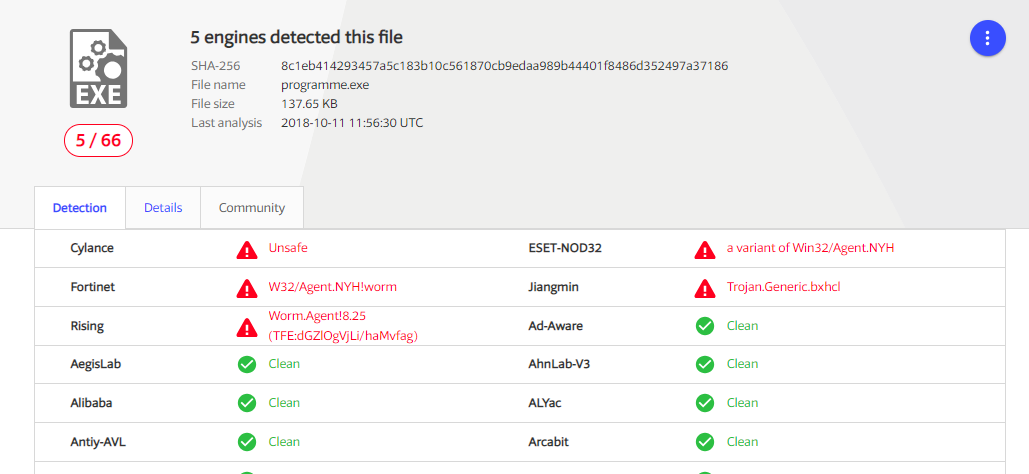 5 engines detected this file
SHA-256 8c1eb414293457a5c183b10c561870cb9edaa989b44401f8486d352497a37186
File name programme.exe
File size 137.65 KB
Last analysis 2018-10-11 11:56:30 UTC
EXE
5 / 66
Detection Details Community
Cylance Unsafe ESET-NOD32 a variant of Win32/Agent.NYH
Fortinet W32/Agent.NYH!worm Jiangmin Trojan.Generic.bxhcl
Rising Worm.Agent!8.25 Ad-Aware Clean
(TFE:dGZlOgVjLi/haMvfag)
AegisLab Clean AhnLab-V3 Clean
Alibaba Clean ALYac Clean
Antiy-AVL Clean Arcabit Clean